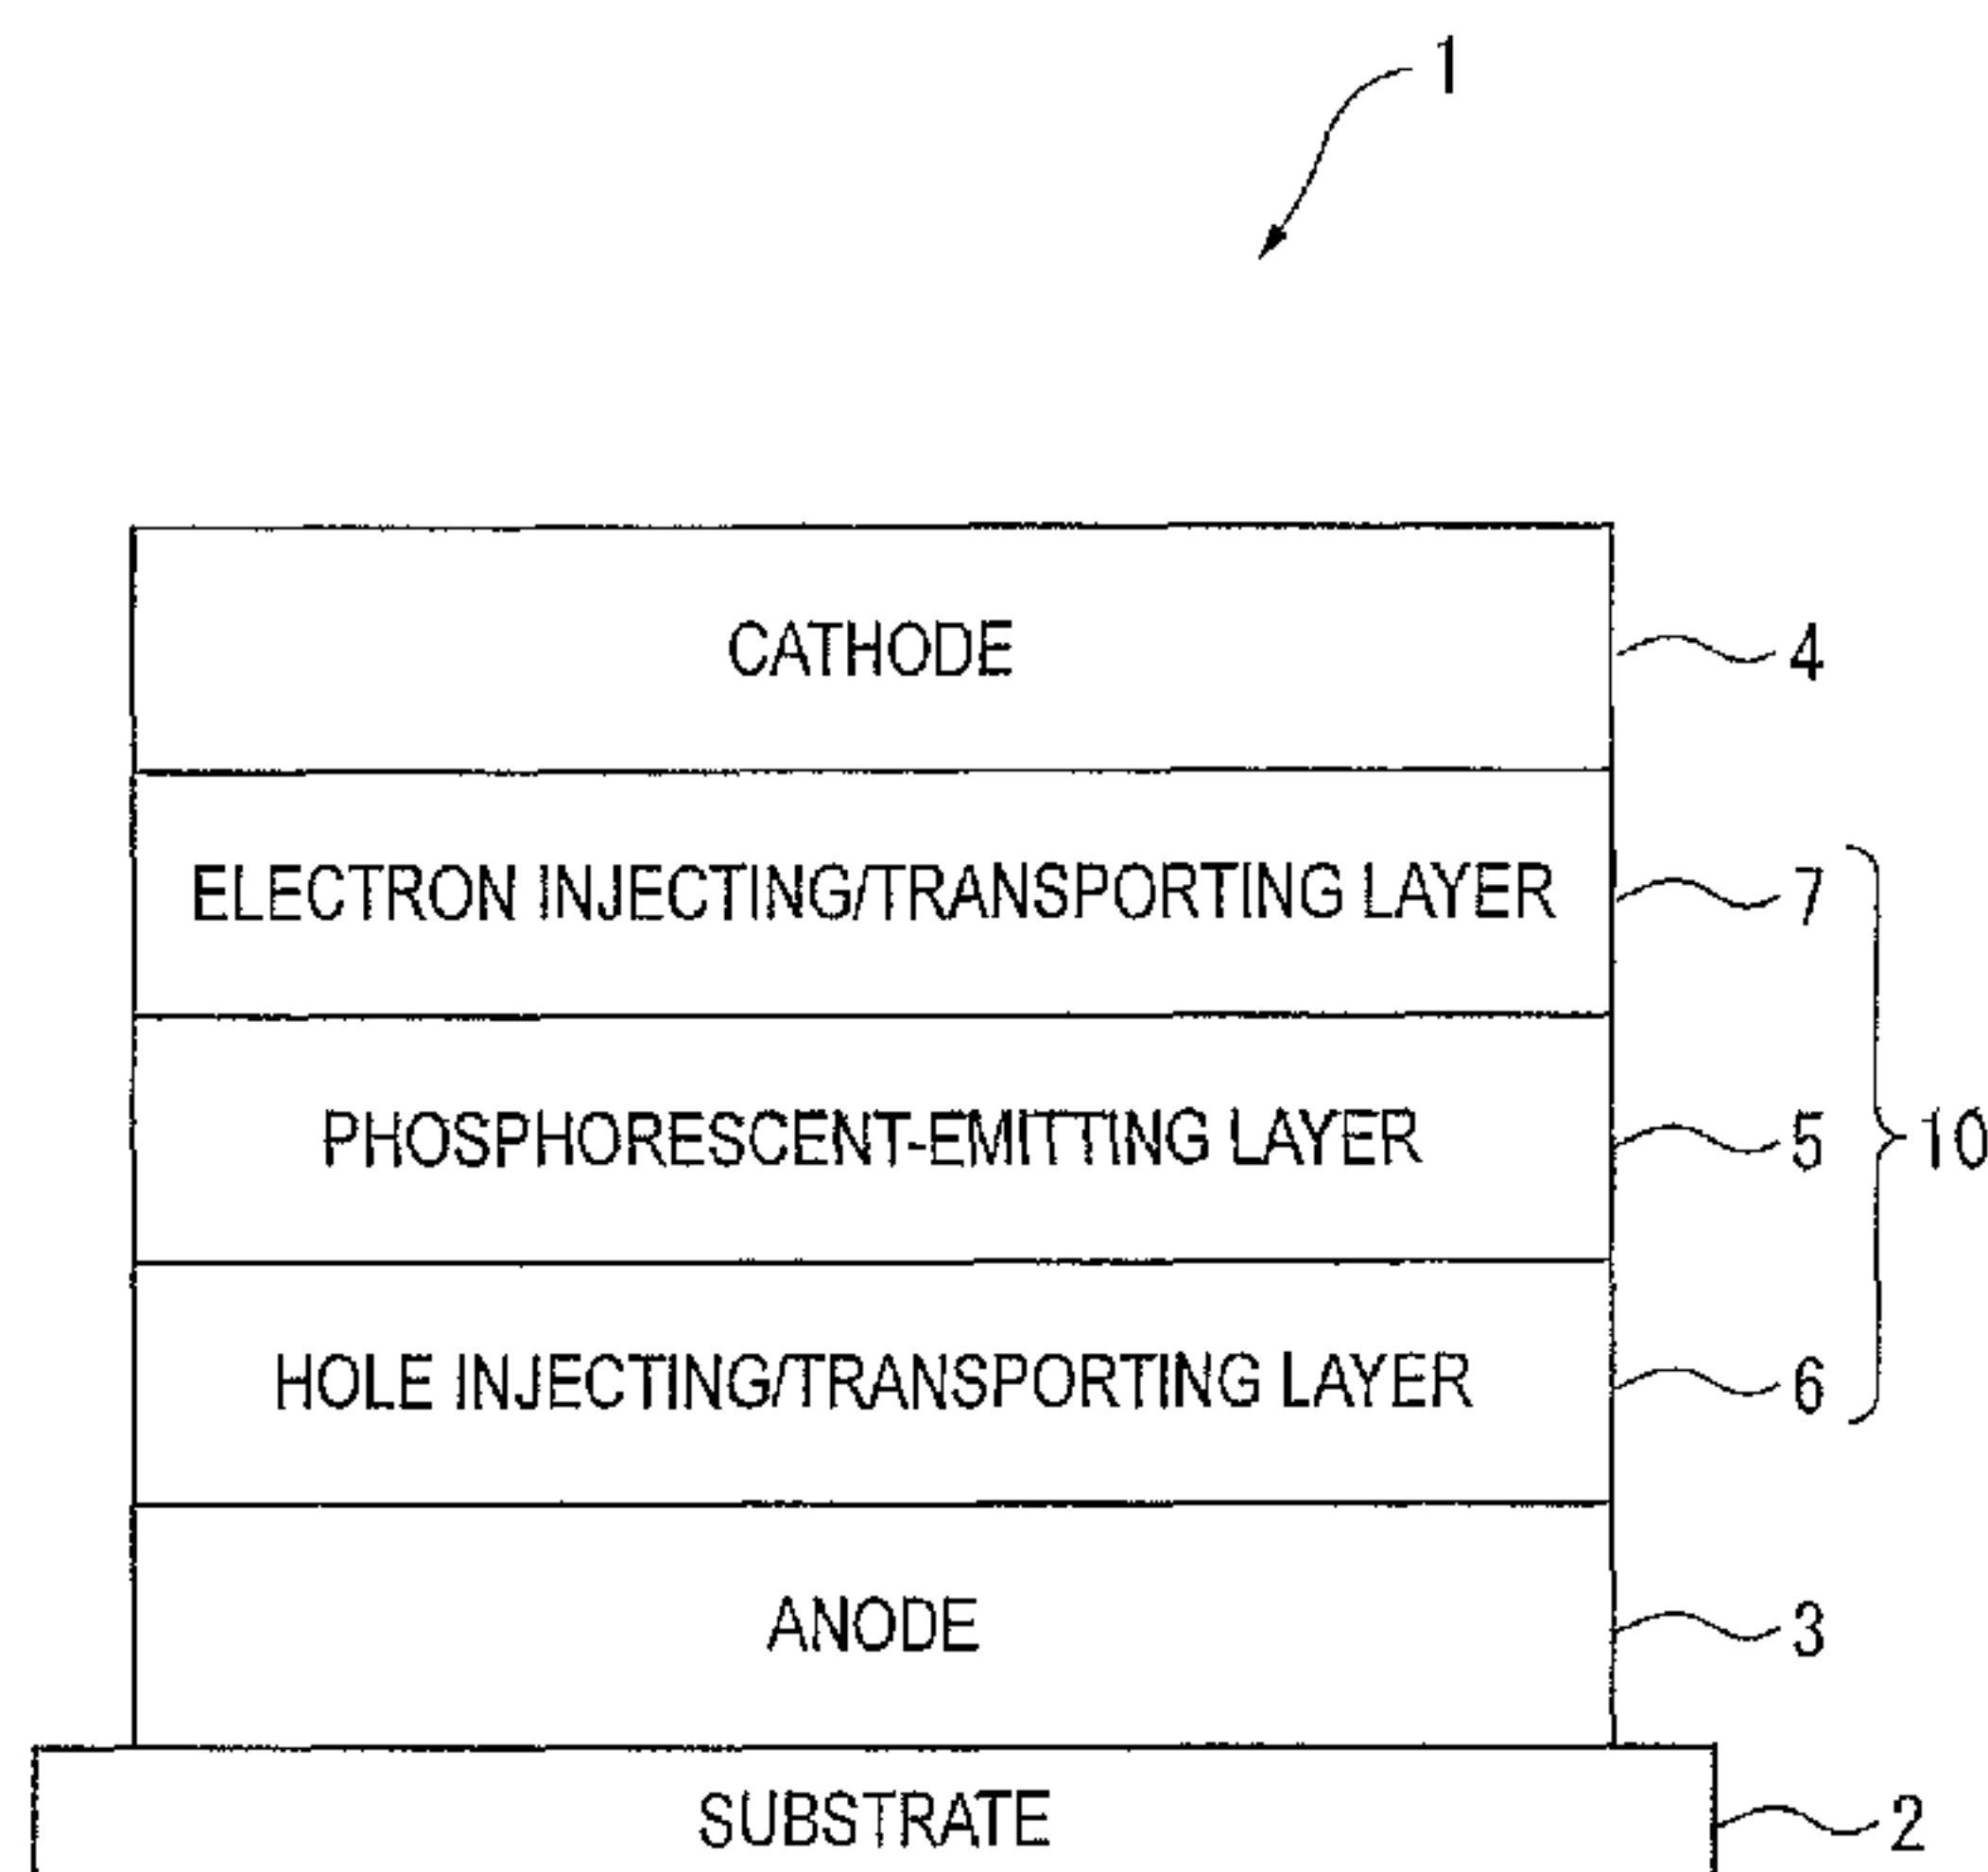 1
CATHODE 4
ELECTRON INJECTING/TRANSPORTING LAYER 7
PHOSPHORESCENT-EMITTING LAYER 5 10
HOLE INJECTING/TRANSPORTING LAYER 6
ANODE 3
SUBSTRATE 2